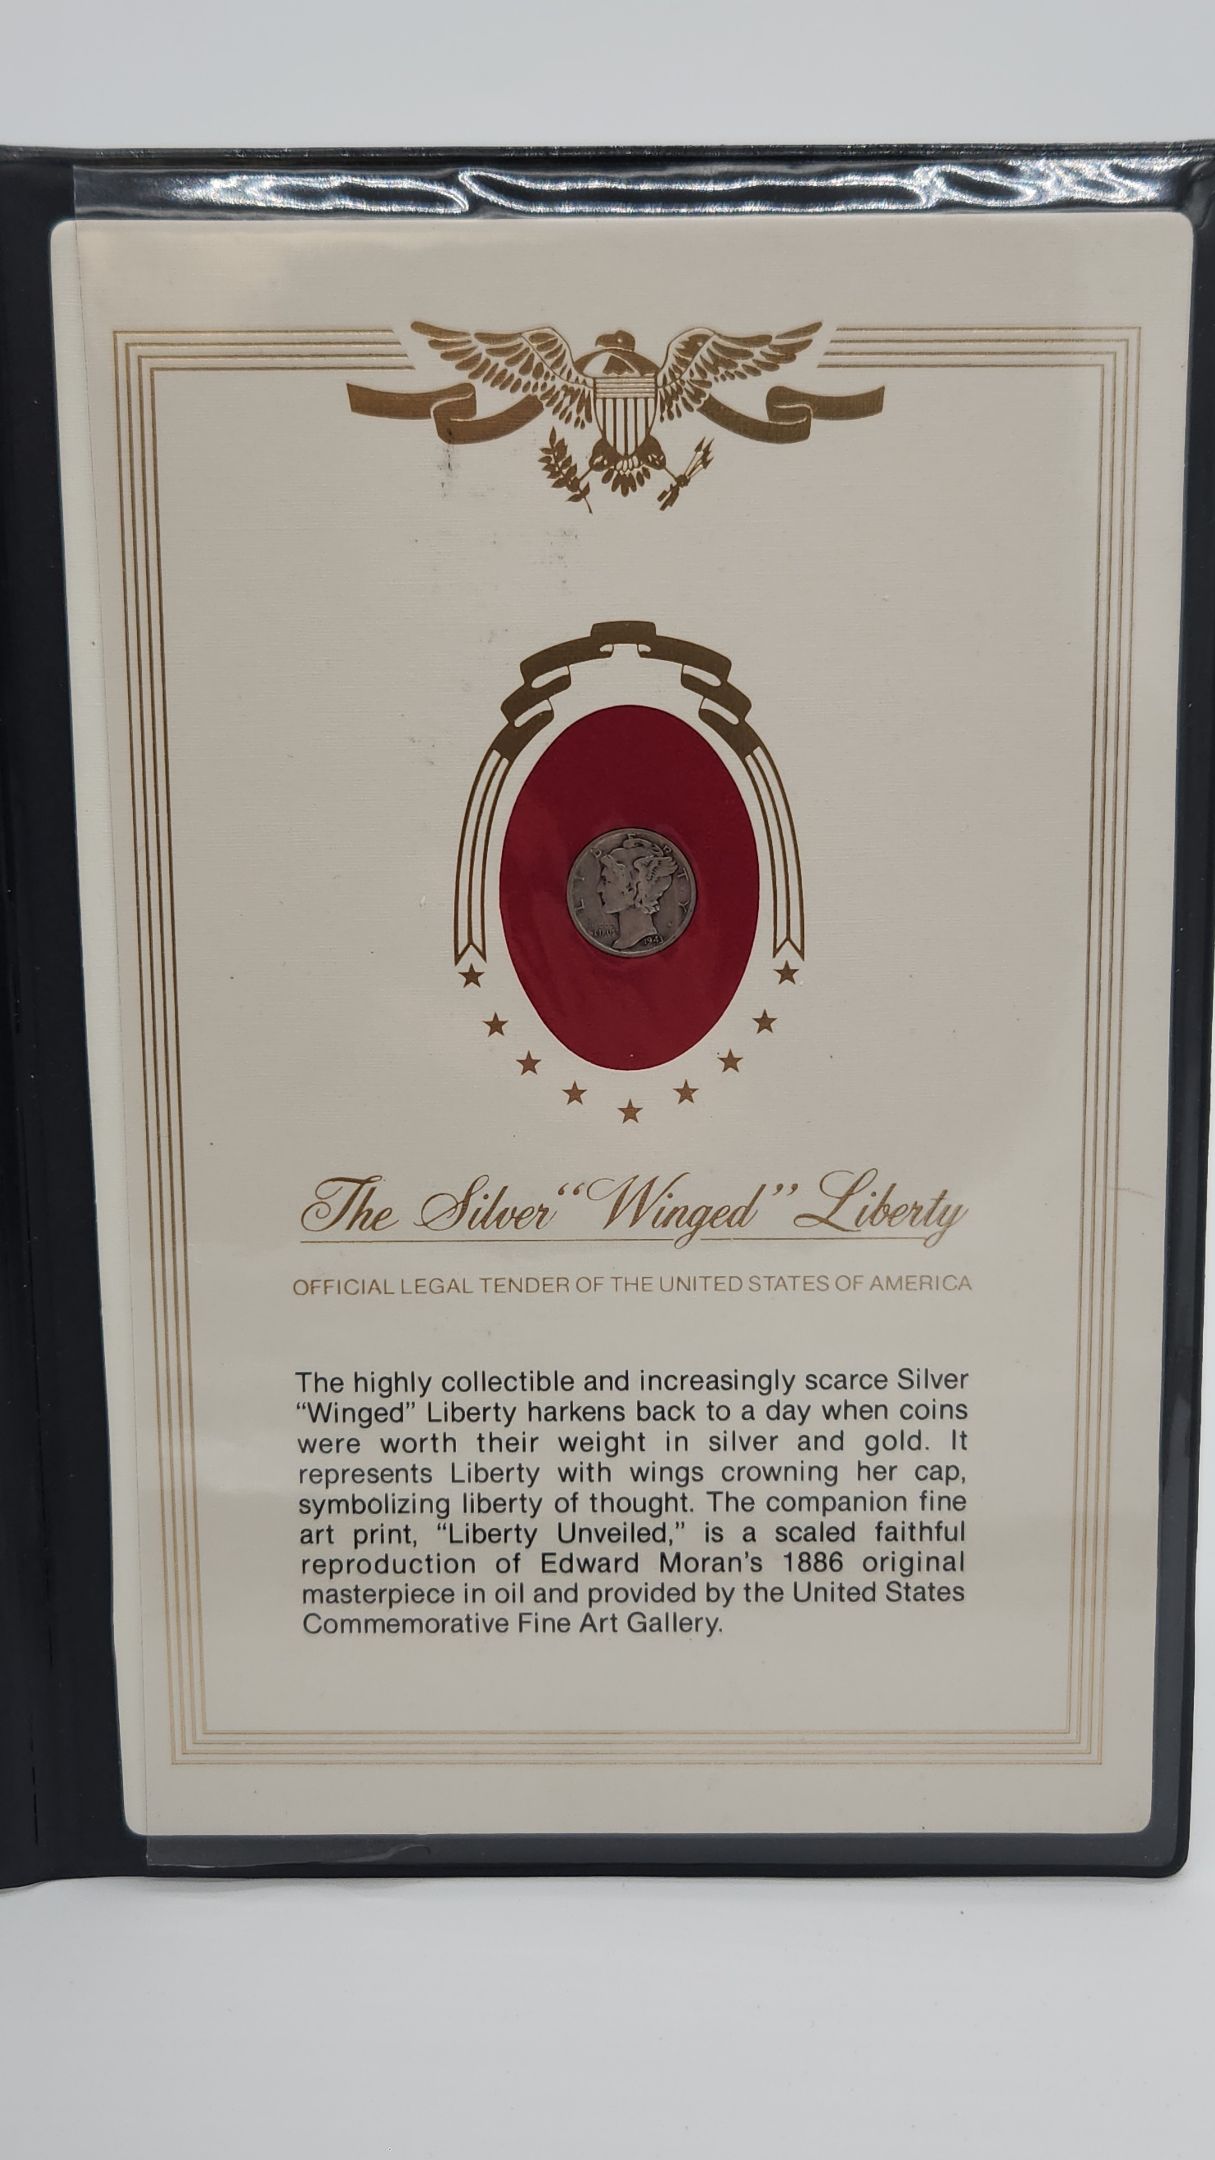 LIBERTY
1941
The Silver “Winged” Liberty
OFFICIAL LEGAL TENDER OF THE UNITED STATES OF AMERICA
The highly collectible and increasingly scarce Silver
“Winged” Liberty harkens back to a day when coins
were worth their weight in silver and gold. It
represents Liberty with wings crowning her cap,
symbolizing liberty of thought. The companion fine
art print, “Liberty Unveiled,” is a scaled faithful
reproduction of Edward Moran’s 1886 original
masterpiece in oil and provided by the United States
Commemorative Fine Art Gallery.